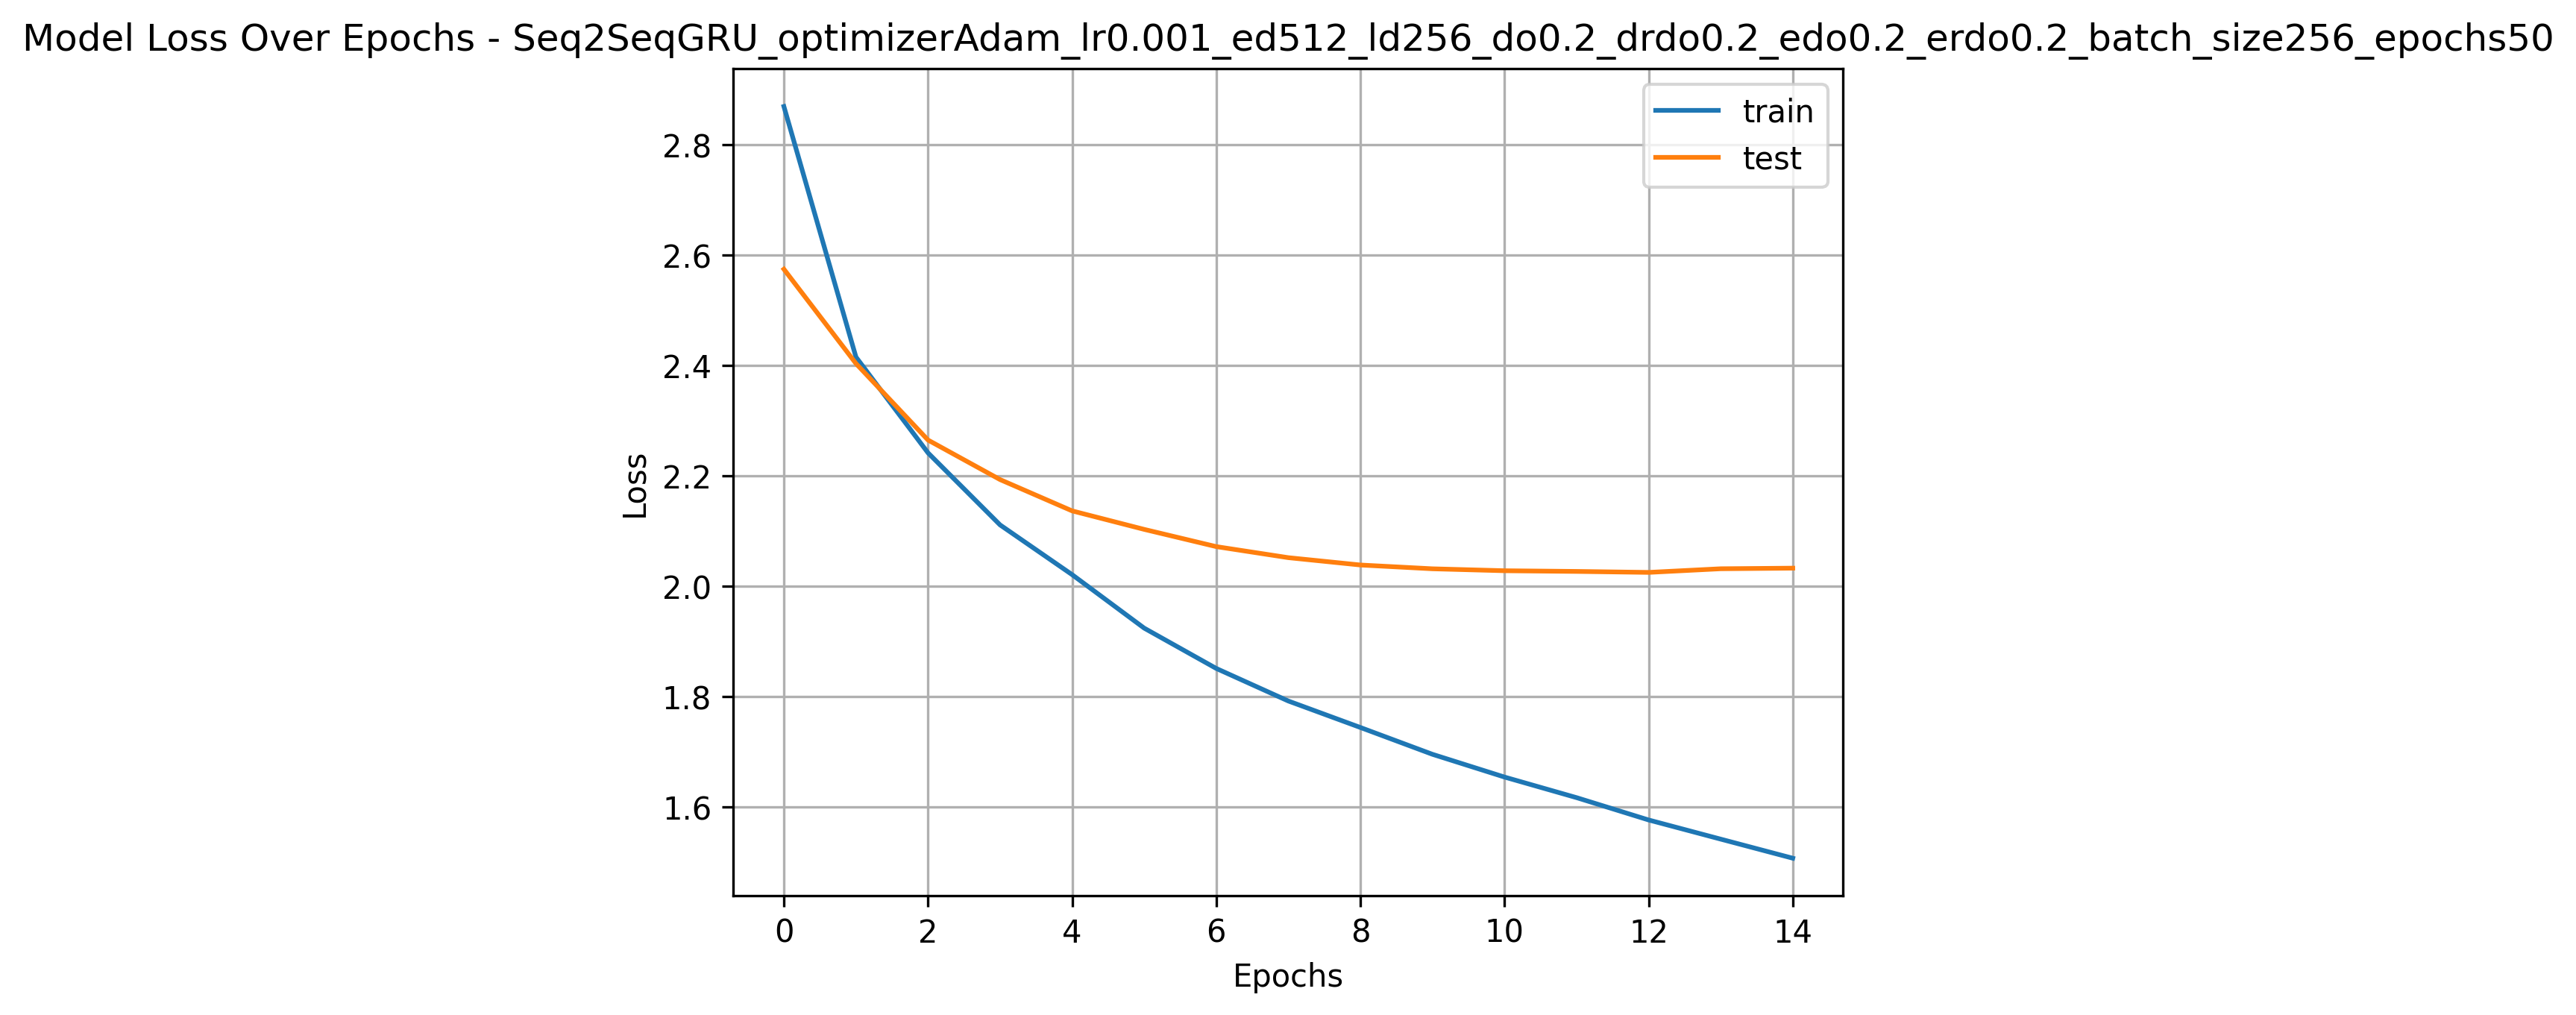 Model Loss Over Epochs - Seq2SeqGRU_optimizerAdam_lr0.001_ed512_ld256_do0.2_drdo0.2_edo0.2_erdo0.2_batch_size256_epochs50
train
test
2.8
2.6
2.4
2.2
2.0
1.8
1.6
Loss
0 2 4 6 8 10 12 14
Epochs